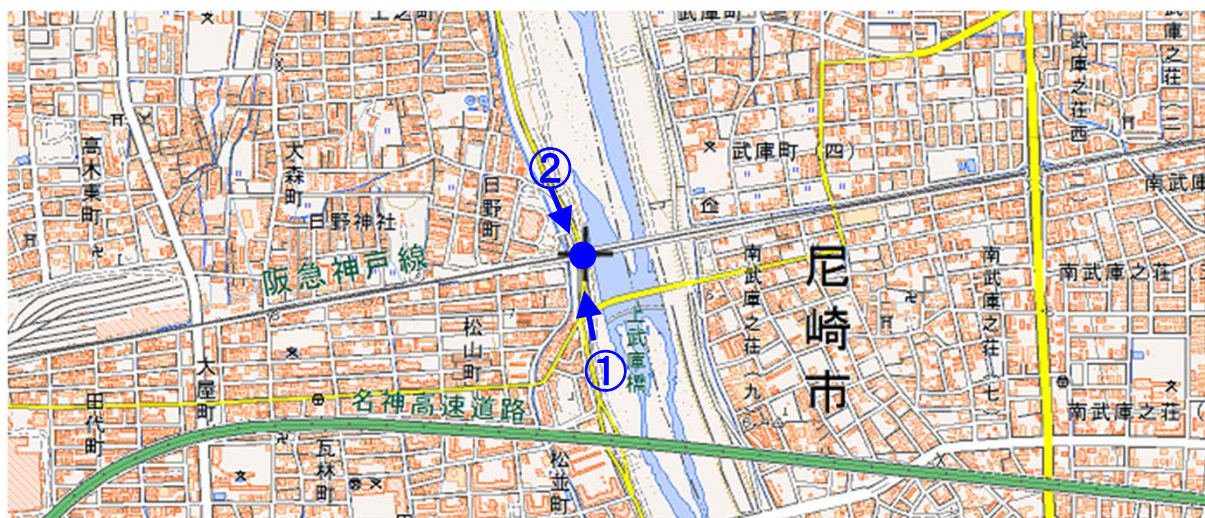 上之町
武庫町
武庫之荘西
武庫之
高木東町
大森町
日野町
②
武庫町(四)
南武庫
日野神社
阪急神戸線
尼崎市
南武庫之荘(九)
南武庫之荘(七)
南武庫之荘(
松山町
上武庫橋
①
大屋町
田代町
名神高速道路
南武庫之荘(
瓦林町
松並町